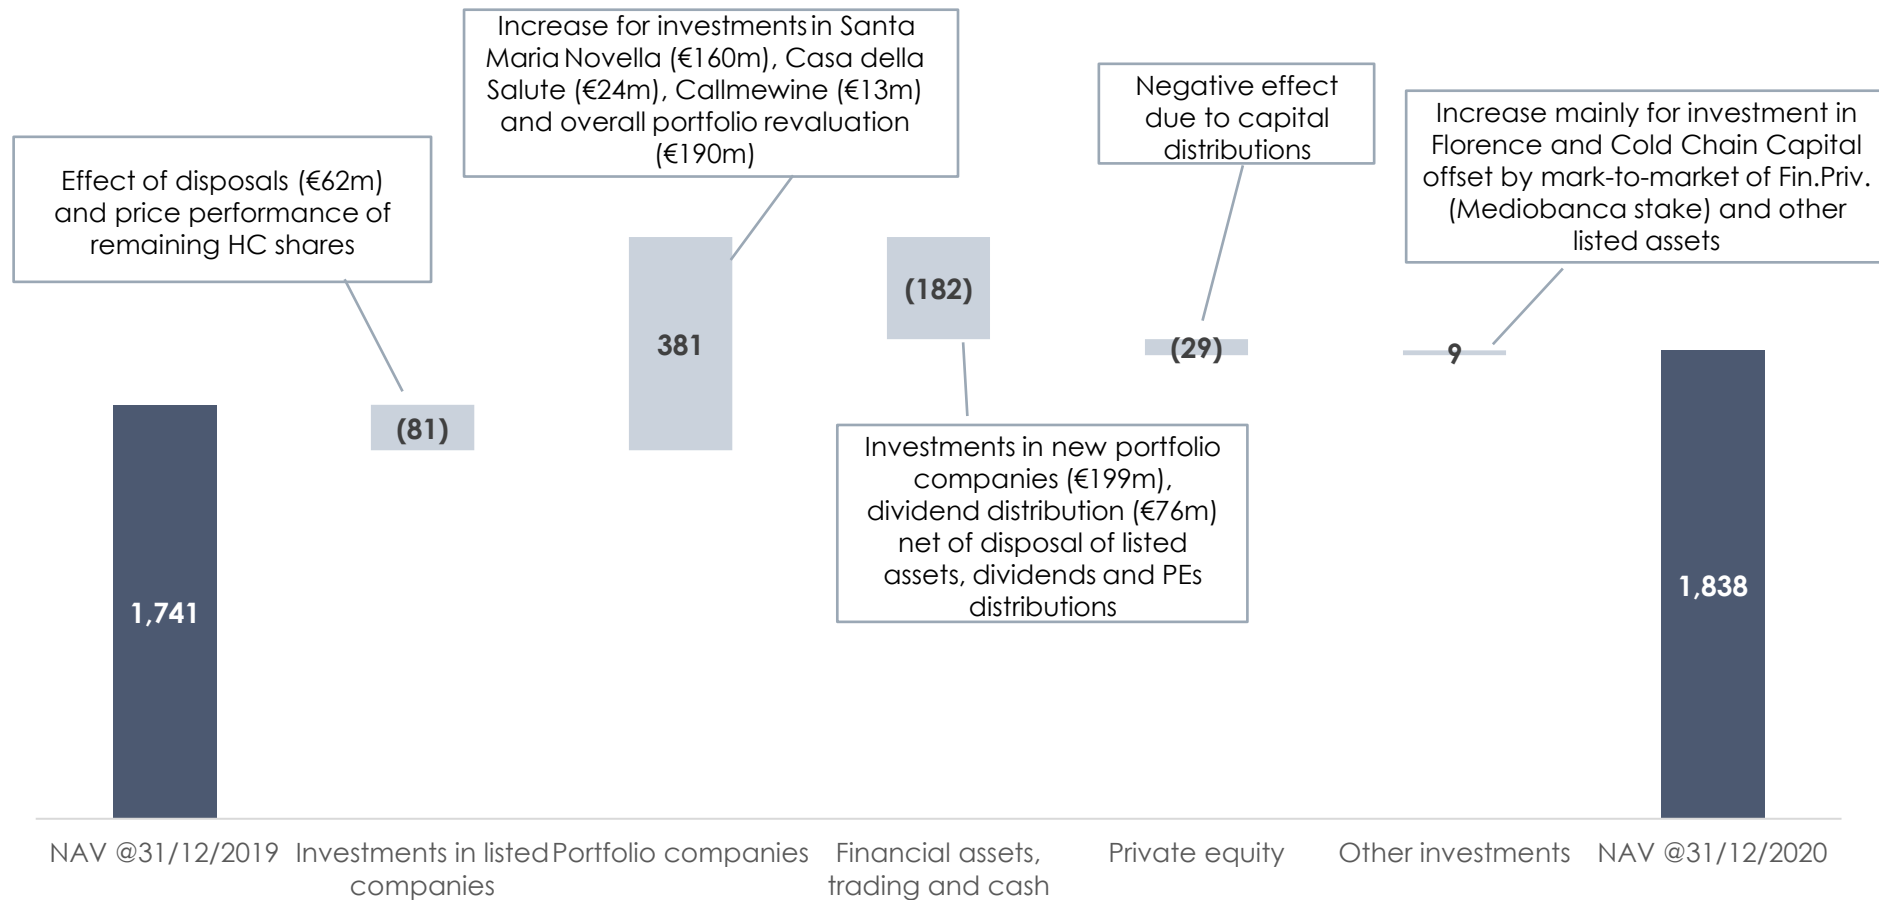 Increase for investments in Santa
Maria Novella (€160m), Casa della
Salute (€24m), Callmewine (€13m)
and overall portfolio revaluation
(€190m)
Negative effect
due to capital
distributions
Increase mainly for investment in
Florence and Cold Chain Capital
offset by mark-to-market of Fin.Priv.
(Mediobanca stake) and other
listed assets
Effect of disposals (€62m)
and price performance of
remaining HC shares
(182)
381
(29)
9
(81)
Investments in new portfolio
companies (€199m),
dividend distribution (€76m)
net of disposal of listed
assets, dividends and PEs
distributions
1,741
1,838
NAV @31/12/2019
Investments in listed
companies
Portfolio companies
Financial assets,
trading and cash
Private equity
Other investments
NAV @31/12/2020